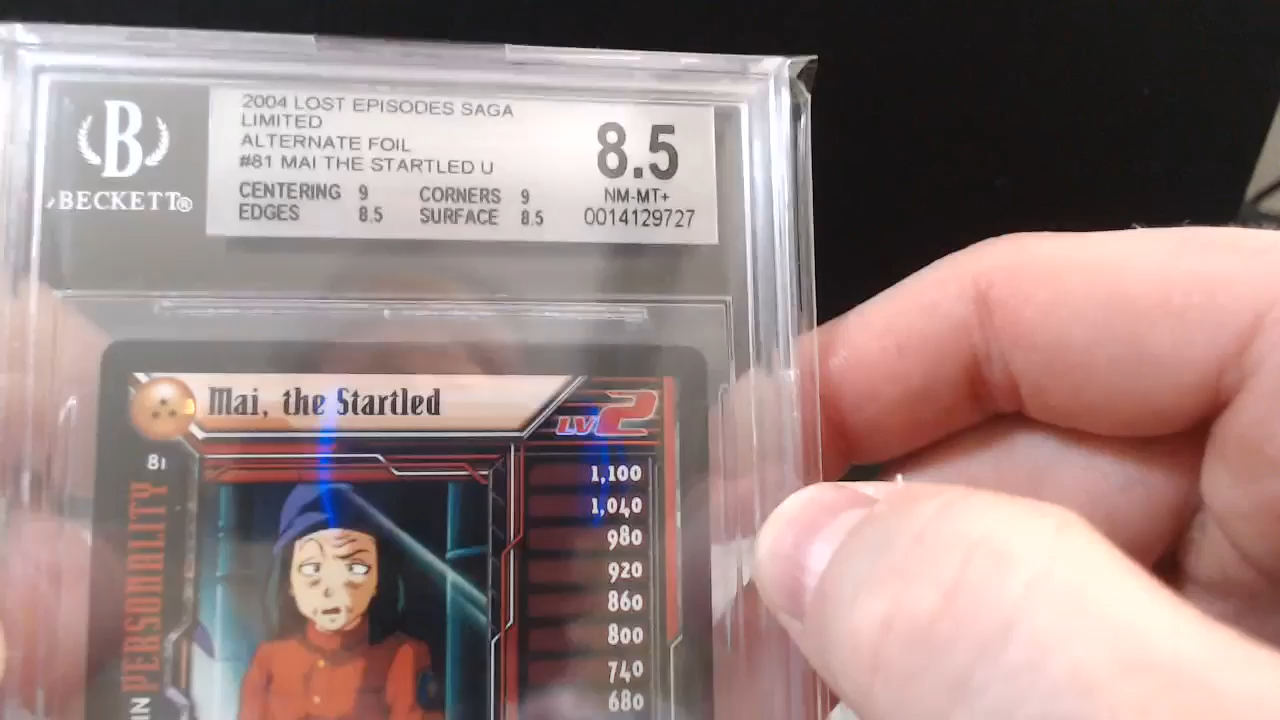 B
BECKETT®
2004 LOST EPISODES SAGA
LIMITED
ALTERNATE FOIL
#81 MAI THE STARTLED U
CENTERING 9 CORNERS 9
EDGES 8.5 SURFACE 8.5
8.5
NM-MT+
0014129727
Mai, the Startled
LV2
81
PERSONALITY
1,100
1,040
980
920
860
800
740
680